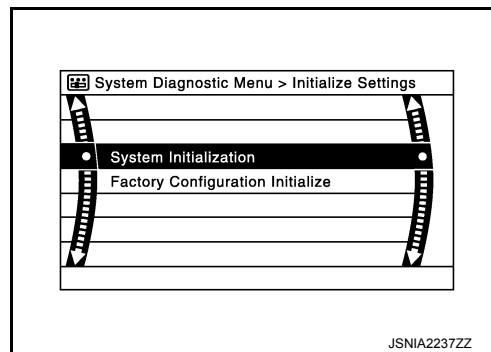 System Diagnostic Menu > Initialize Settings
System Initialization
Factory Configuration Initialize
JSNIA2237ZZ